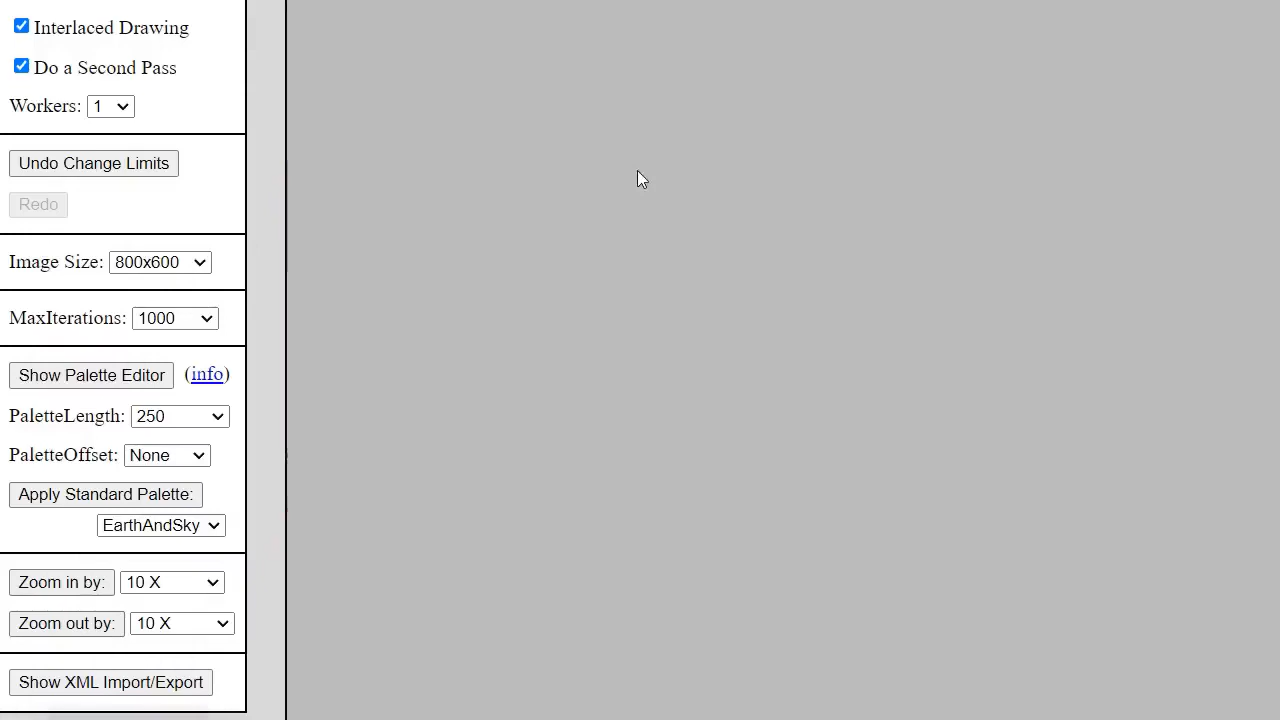 Interlaced Drawing
Do a Second Pass
Workers: 1
Undo Change Limits
Redo
Image Size: 800x600
MaxIterations: 1000
Show Palette Editor (info)
PaletteLength: 250
PaletteOffset: None
Apply Standard Palette:
EarthAndSky
Zoom in by: 10 X
Zoom out by: 10 X
Show XML Import/Export